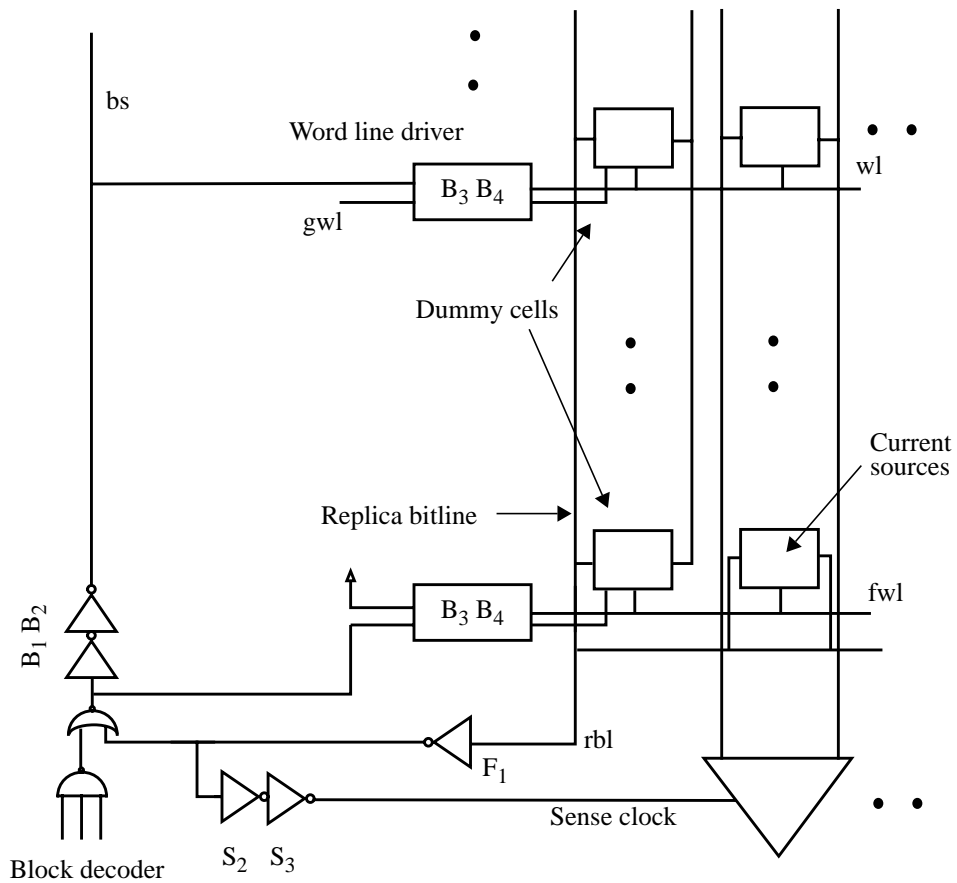 bs
Word line driver
B3 B4
wl
gwl
Dummy cells
Current
sources
Replica bitline
B3 B4
fwl
B1 B2
rbl
F1
Sense clock
S2 S3
Block decoder